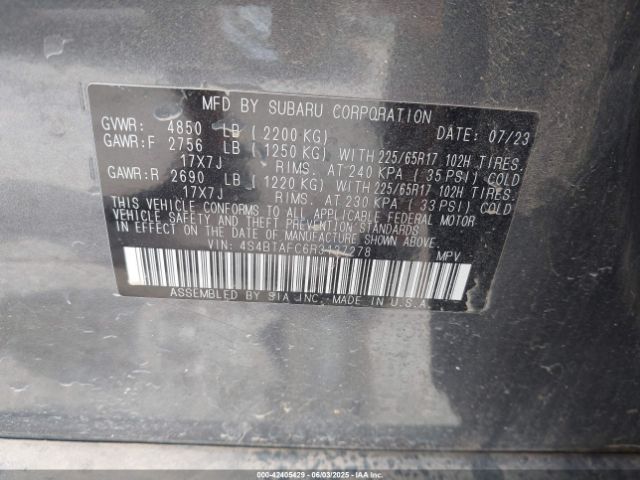 MFD BY SUBARU CORPORATION
GVWR: 4850 LB (2200 KG) DATE: 07/23
GAWR:F 2756 LB (1250 KG) WITH 225/65R17 102H TIRES,
17X7J RIMS, AT 240 KPA (35 PSI) COLD
GAWR:R 2690 LB (1220 KG) WITH 225/65R17 102H TIRES,
17X7J RIMS, AT 230 KPA (33 PSI) COLD
THIS VEHICLE CONFORMS TO ALL APPLICABLE FEDERAL MOTOR
VEHICLE SAFETY AND THEFT PREVENTION STANDARDS
IN EFFECT ON THE DATE OF MANUFACTURE SHOWN ABOVE.
VIN: MPV
ASSEMBLED BY SIA INC. MADE IN U.S.A
000-42405429 - 06/03/2025 - COPYRIGHT IAA, LLC.